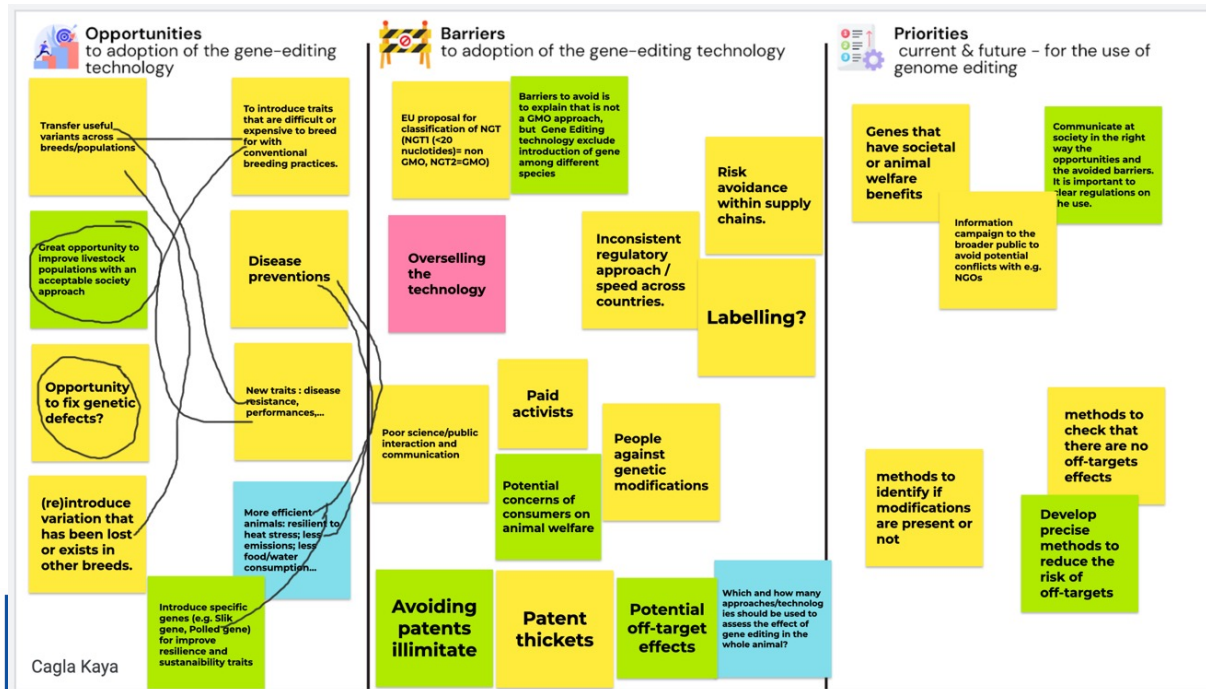 Opportunities
to adoption of the gene-editing
technology
Transfer useful
variants across
breeds/populations
To introduce traits
that are difficult or
expensive to breed
for with
conventional
breeding practices.
Great opportunity to
improve livestock
populations with an
acceptable society
approach
Disease
preventions
Opportunity
to fix genetic
defects?
New traits : disease
resistance,
performances,...
(re)introduce
variation that
has been lost
or exists in
other breeds.
More efficient
animals: resilient to
heat stress; less
emissions; less
food/water
consumption...
Introduce specific
genes (e.g. Slik
gene, Polled gene)
for improve
resilience and
sustanaibility traits
Cagla Kaya
Barriers
to adoption of the gene-editing technology
EU proposal for
classification of NGT
(NGT1 (<20
nuclotides)= non
GMO, NGT2=GMO)
Barriers to avoid is to
explain that is not
a GMO approach,
but Gene Editing
technology exclude
introduction of gene
among different
species
Risk
avoidance
within supply
chains.
Overselling
the
technology
Inconsistent
regulatory
approach /
speed across
countries.
Labelling?
Poor science/public
interaction and
communication
Paid
activists
People
against
genetic
modifications
Potential
concerns of
consumers on
animal welfare
Avoiding
patents
illimitate
Patent
thickets
Potential
off-target
effects
Which and how many
approaches/technolog
ies should be used to
assess the effect of
gene editing in the
whole animal?
Priorities
current & future - for the use of
genome editing
Genes that
have societal
or animal
welfare
benefits
Communicate at
society in the right
way the
opportunities and
the avoided barriers.
It is important to
clear regulations on
the use.
Information
campaign to the
broader public to
avoid potential
conflicts with e.g.
NGOs
methods to
check that
there are no
off-targets
effects
methods to
identify if
modifications
are present or
not
Develop
precise
methods to
reduce the
risk of
off-targets